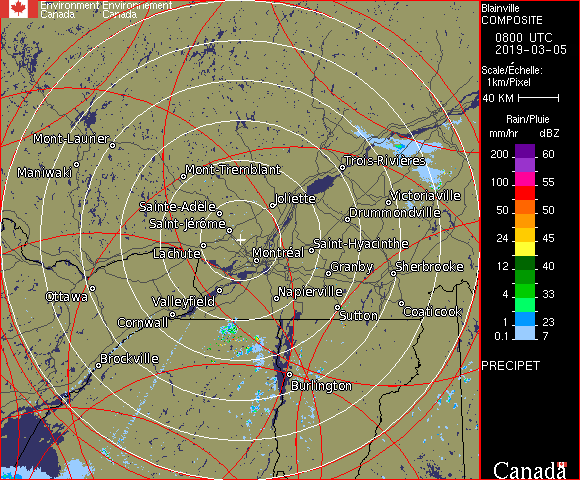 Environment Environnement
Canada Canada
Blainville
COMPOSITE
0800 UTC
2019-03-05
Scale/Échelle:
1km/Pixel
40 KM
Rain/Pluie
mm/hr dBZ
200 60
100 55
50 50
24 45
12 40
4 33
1 23
0.1 7
PRECIPET
Canada
Mont-Laurier
Maniwaki
Mont-Tremblant
Trois-Rivières
Joliette
Victoriaville
Sainte-Adèle
Drummondville
Saint-Jérôme
Lachute
Montréal
Saint-Hyacinthe
Granby
Sherbrooke
Ottawa
Valleyfield
Napierville
Cornwall
Sutton
Coaticook
Brockville
Burlington